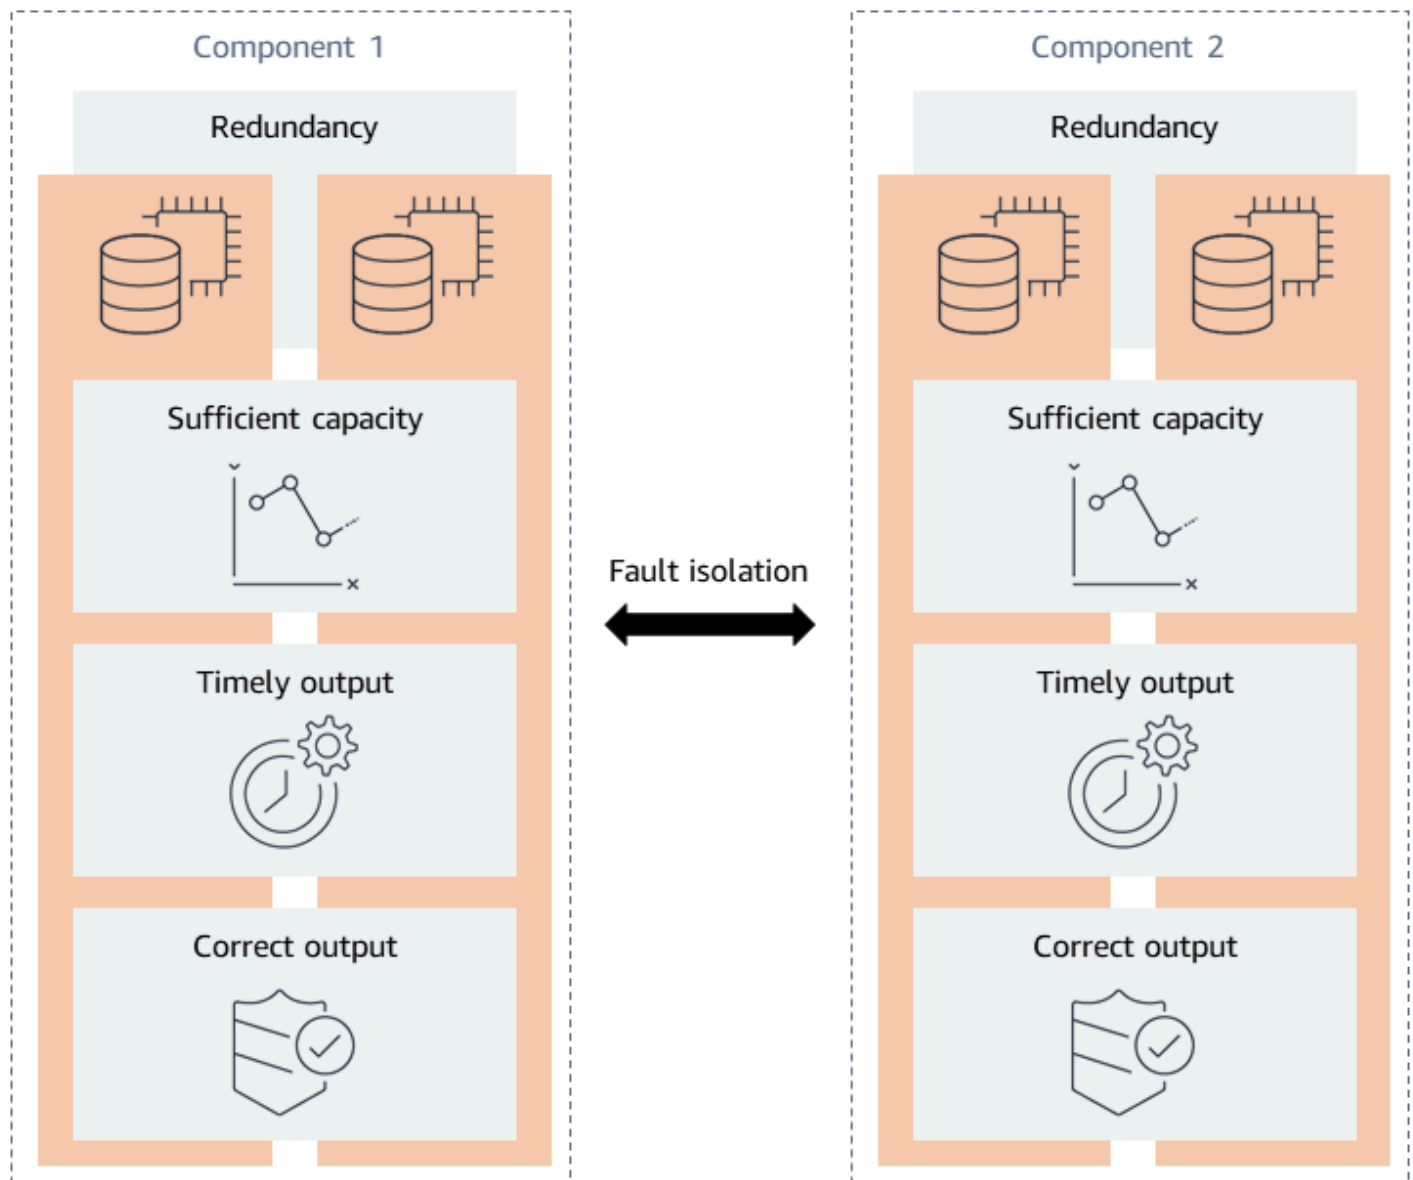 Component 1
Redundancy
Sufficient capacity
Timely output
Correct output
Fault isolation
Component 2
Redundancy
Sufficient capacity
Timely output
Correct output